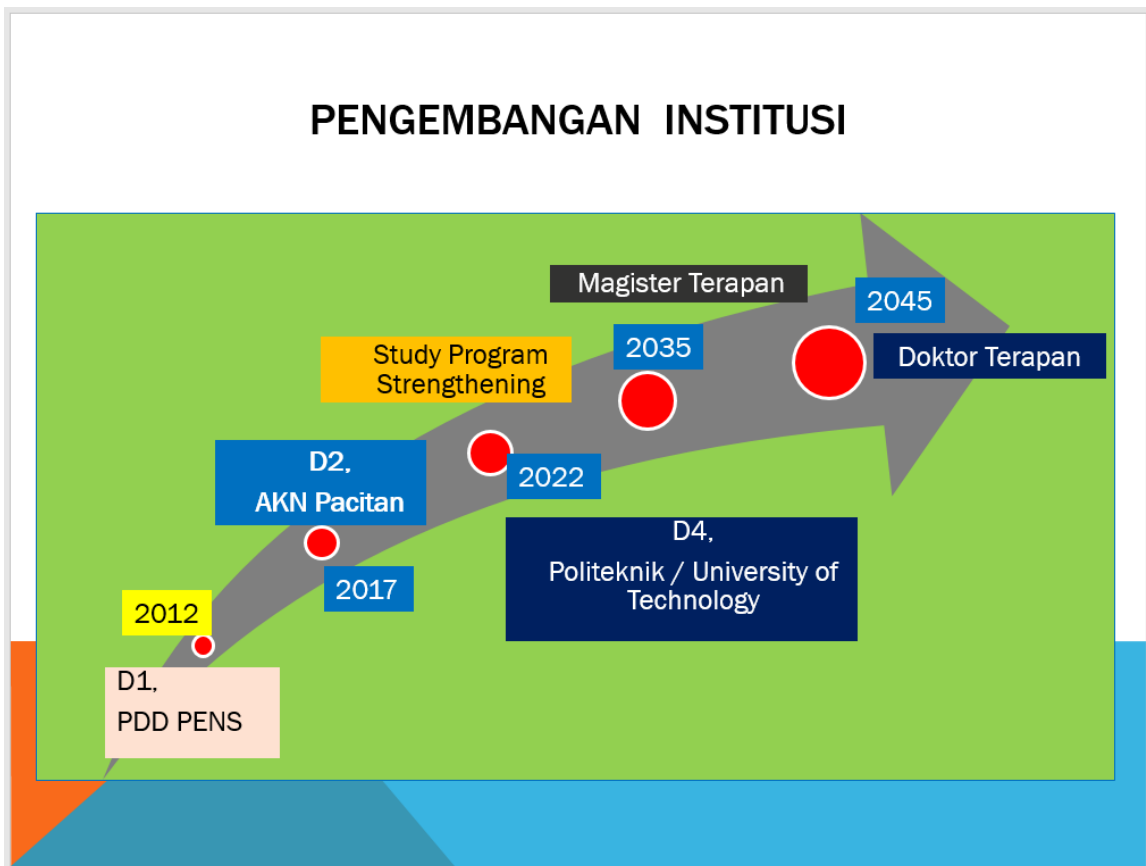 PENGEMBANGAN INSTITUSI
Magister Terapan
2045
Study Program
Strengthening
2035
Doktor Terapan
D2,
AKN Pacitan
2022
D4,
Politeknik / University of
Technology
2017
2012
D1,
PDD PENS